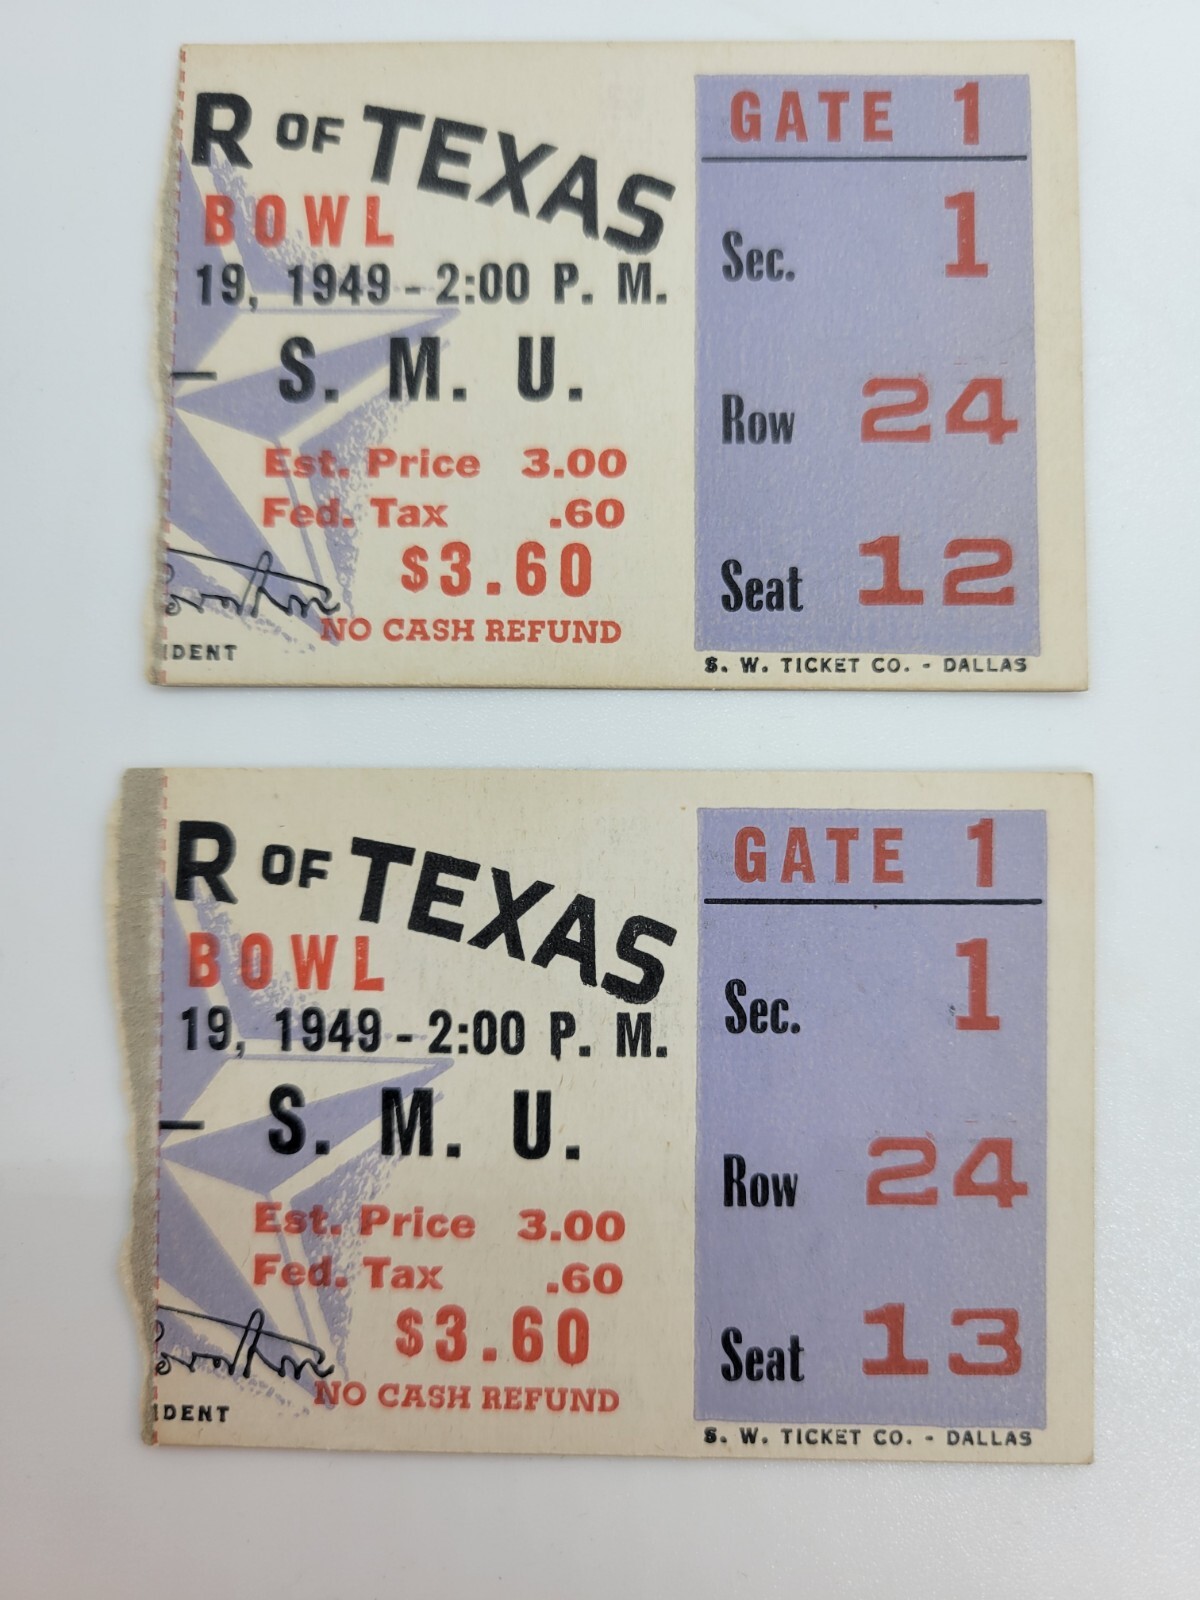 R OF TEXAS
BOWL
19, 1949 - 2:00 P. M.
— S. M. U.
Est. Price 3.00
Fed. Tax .60
$3.60
NO CASH REFUND
IDENT
GATE 1
Sec. 1
Row 24
Seat 12
S. W. TICKET CO. - DALLAS
R OF TEXAS
BOWL
19, 1949 - 2:00 P. M.
— S. M. U.
Est. Price 3.00
Fed. Tax .60
$3.60
NO CASH REFUND
IDENT
GATE 1
Sec. 1
Row 24
Seat 13
S. W. TICKET CO. - DALLAS